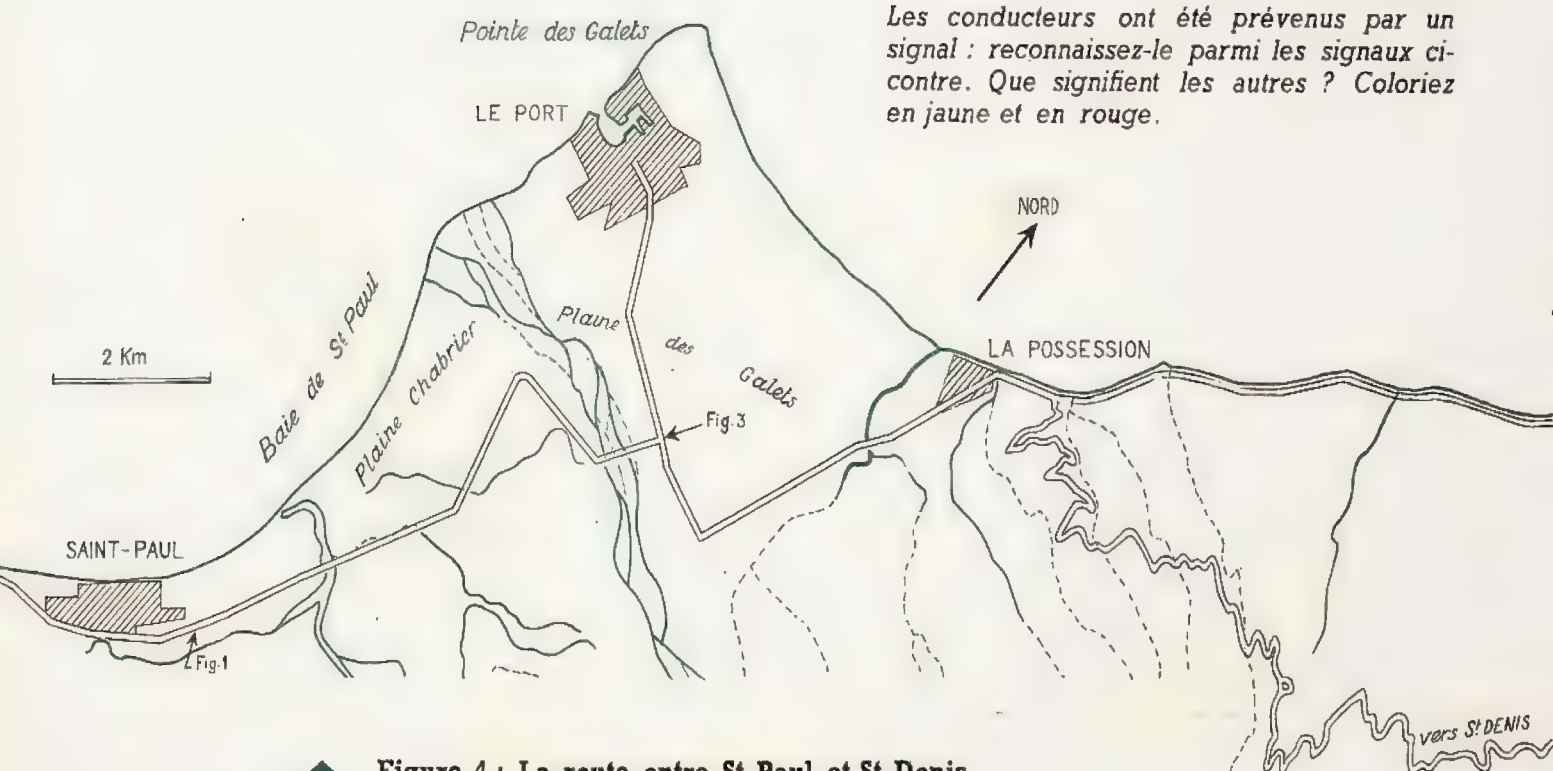 Les conducteurs ont été prévenus par un
signal : reconnaissez-le parmi les signaux ci-
contre. Que signifient les autres ? Coloriez
en jaune et en rouge.
Pointe des Galets
LE PORT
NORD
2 Km
Baie de St Paul
Plaine Chabrier
Plaine des Galets
LA POSSESSION
Fig.3
SAINT-PAUL
Fig.1
vers St DENIS
Figure 4 : La route entre St Paul et St Denis